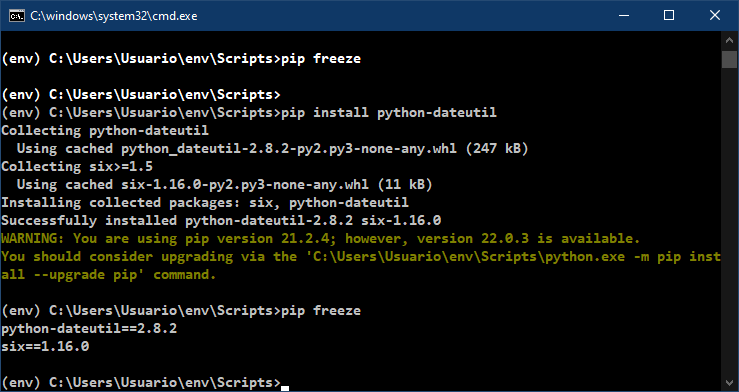 C:\windows\system32\cmd.exe
(env) C:\Users\Usuario\env\Scripts>pip freeze
(env) C:\Users\Usuario\env\Scripts>
(env) C:\Users\Usuario\env\Scripts>pip install python-dateutil
Collecting python-dateutil
  Using cached python_dateutil-2.8.2-py2.py3-none-any.whl (247 kB)
Collecting six>=1.5
  Using cached six-1.16.0-py2.py3-none-any.whl (11 kB)
Installing collected packages: six, python-dateutil
Successfully installed python-dateutil-2.8.2 six-1.16.0
WARNING: You are using pip version 21.2.4; however, version 22.0.3 is available.
You should consider upgrading via the 'C:\Users\Usuario\env\Scripts\python.exe -m pip inst
all --upgrade pip' command.
(env) C:\Users\Usuario\env\Scripts>pip freeze
python-dateutil==2.8.2
six==1.16.0
(env) C:\Users\Usuario\env\Scripts>